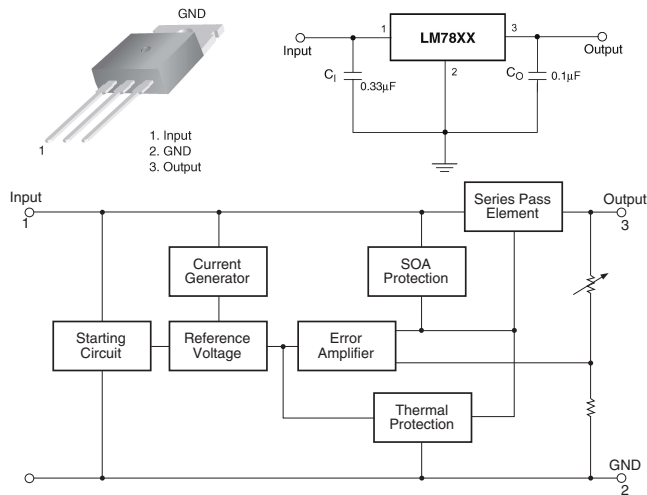 GND
1
1. Input
2. GND
3. Output
Input
1
LM78XX
3
Output
2
CI
0.33μF
CO
0.1μF
Input
1
Series Pass
Element
Output
3
Current
Generator
SOA
Protection
Starting
Circuit
Reference
Voltage
Error
Amplifier
Thermal
Protection
GND
2